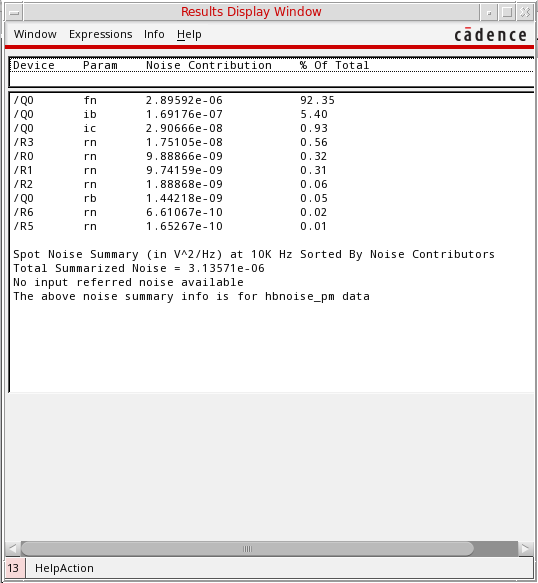 Results Display Window
Window Expressions Info Help
cādence
Device Param Noise Contribution % Of Total
/Q0 fn 2.89592e-06 92.35
/Q0 ib 1.69176e-07 5.40
/Q0 ic 2.90666e-08 0.93
/R3 rn 1.75105e-08 0.56
/R0 rn 9.88866e-09 0.32
/R1 rn 9.74159e-09 0.31
/R2 rn 1.88868e-09 0.06
/Q0 rb 1.44218e-09 0.05
/R6 rn 6.61067e-10 0.02
/R5 rn 1.65267e-10 0.01
Spot Noise Summary (in V^2/Hz) at 10K Hz Sorted By Noise Contributors
Total Summarized Noise = 3.13571e-06
No input referred noise available
The above noise summary info is for hbnoise_pm data
13 HelpAction